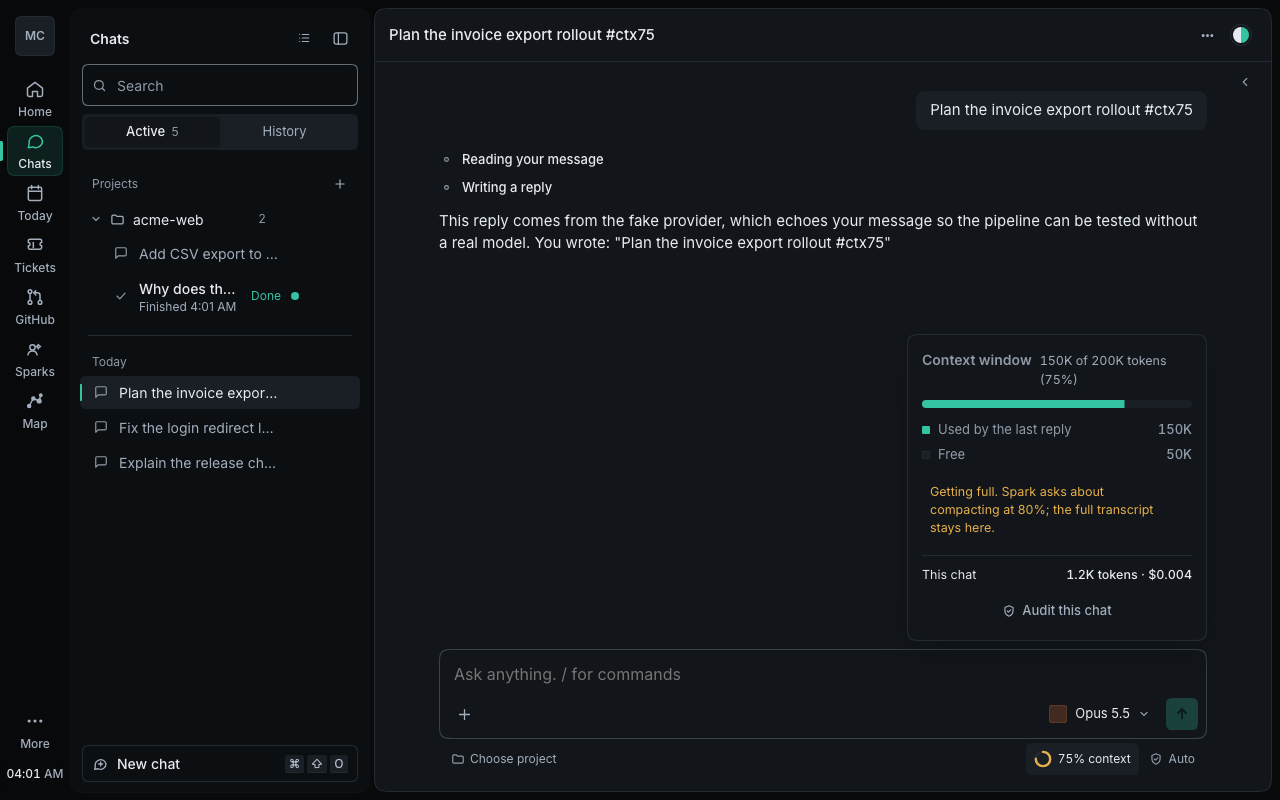 MC
Home
Chats
Today
Tickets
GitHub
Sparks
Map
More
04:01 AM
Chats
Search
Active 5
History
Projects
acme-web 2
Add CSV export to ...
Why does th...
Finished 4:01 AM
Done
Today
Plan the invoice expor...
Fix the login redirect l...
Explain the release ch...
New chat
⌘ ⇧ O
Plan the invoice export rollout #ctx75
Plan the invoice export rollout #ctx75
Reading your message
Writing a reply
This reply comes from the fake provider, which echoes your message so the pipeline can be tested without
a real model. You wrote: "Plan the invoice export rollout #ctx75"
Context window 150K of 200K tokens
(75%)
Used by the last reply 150K
Free 50K
Getting full. Spark asks about
compacting at 80%; the full transcript
stays here.
This chat 1.2K tokens · $0.004
Audit this chat
Ask anything. / for commands
Opus 5.5
Choose project
75% context
Auto